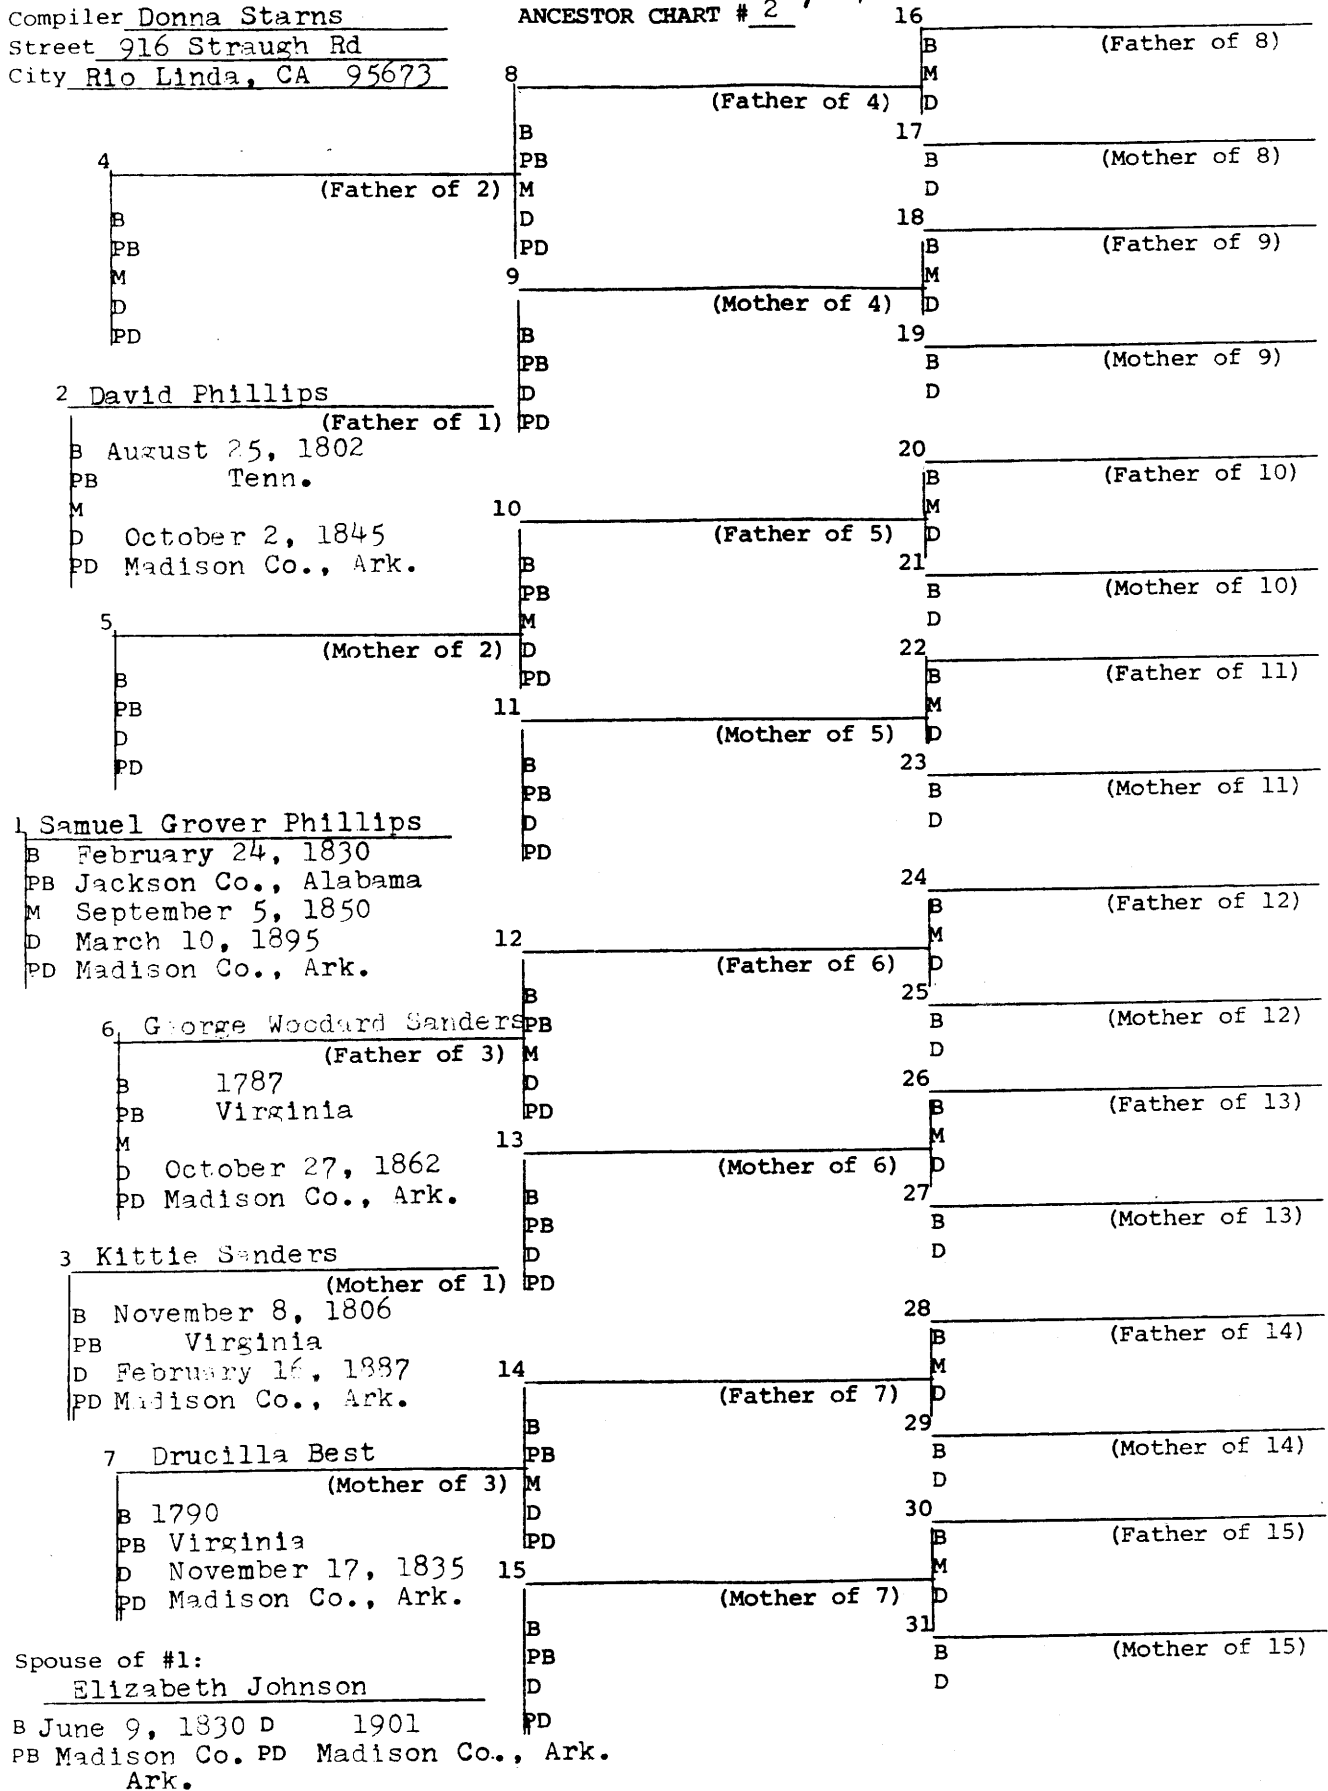 Compiler Donna Starns
Street 916 Straugh Rd
City Rio Linda, CA 95673
ANCESTOR CHART # 2
16
B (Father of 8)
M
D
8
(Father of 4)
B
PB
M
D
PD
17
(Mother of 8)
B
D
4
(Father of 2)
B
PB
M
D
PD
18
B (Father of 9)
M
D
9
(Mother of 4)
B
PB
D
PD
19
(Mother of 9)
B
D
2 David Phillips
(Father of 1)
B August 25, 1802
PB Tenn.
M
D October 2, 1845
PD Madison Co., Ark.
20
(Father of 10)
B
M
D
10
(Father of 5)
B
PB
M
D
PD
21
(Mother of 10)
B
D
5
(Mother of 2)
B
PB
D
PD
22
(Father of 11)
B
M
D
11
(Mother of 5)
B
PB
D
PD
23
(Mother of 11)
B
D
1 Samuel Grover Phillips
B February 24, 1830
PB Jackson Co., Alabama
M September 5, 1850
D March 10, 1895
PD Madison Co., Ark.
24
(Father of 12)
B
M
D
12
(Father of 6)
B
PB
M
D
PD
25
(Mother of 12)
B
D
6 George Woodard Sanders
(Father of 3)
B 1787
PB Virginia
M
D October 27, 1862
PD Madison Co., Ark.
26
(Father of 13)
B
M
D
13
(Mother of 6)
B
PB
D
PD
27
(Mother of 13)
B
D
3 Kittie Sanders
(Mother of 1)
B November 8, 1806
PB Virginia
D February 16, 1887
PD Madison Co., Ark.
28
(Father of 14)
B
M
D
14
(Father of 7)
B
PB
M
D
PD
29
(Mother of 14)
B
D
7 Drucilla Best
(Mother of 3)
B 1790
PB Virginia
D November 17, 1835
PD Madison Co., Ark.
30
(Father of 15)
B
M
D
15
(Mother of 7)
B
PB
D
PD
31
(Mother of 15)
B
D
Spouse of #1:
Elizabeth Johnson
B June 9, 1830 D 1901
PB Madison Co. PD Madison Co., Ark.
Ark.